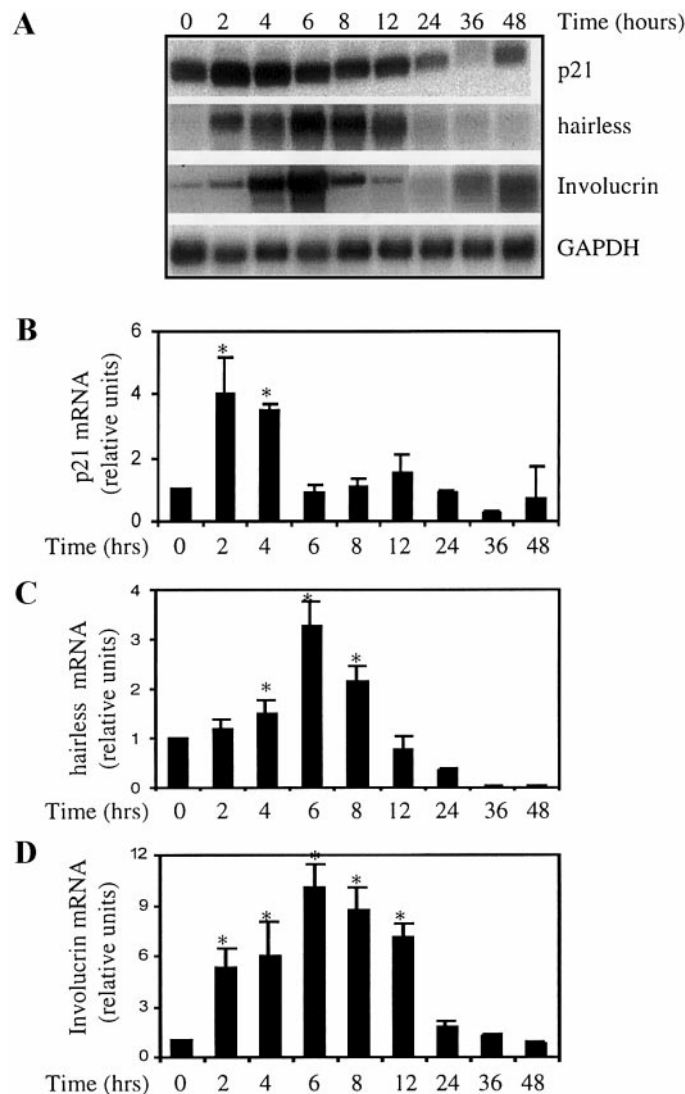 A
0 2 4 6 8 12 24 36 48 Time (hours)
p21
hairless
Involucrin
GAPDH
B
p21 mRNA
(relative units)
6
4
2
0
*
*
Time (hrs) 0 2 4 6 8 12 24 36 48
C
hairless mRNA
(relative units)
4
3
2
1
0
*
*
*
Time (hrs) 0 2 4 6 8 12 24 36 48
D
Involucrin mRNA
(relative units)
12
9
6
3
0
*
*
*
*
*
Time (hrs) 0 2 4 6 8 12 24 36 48